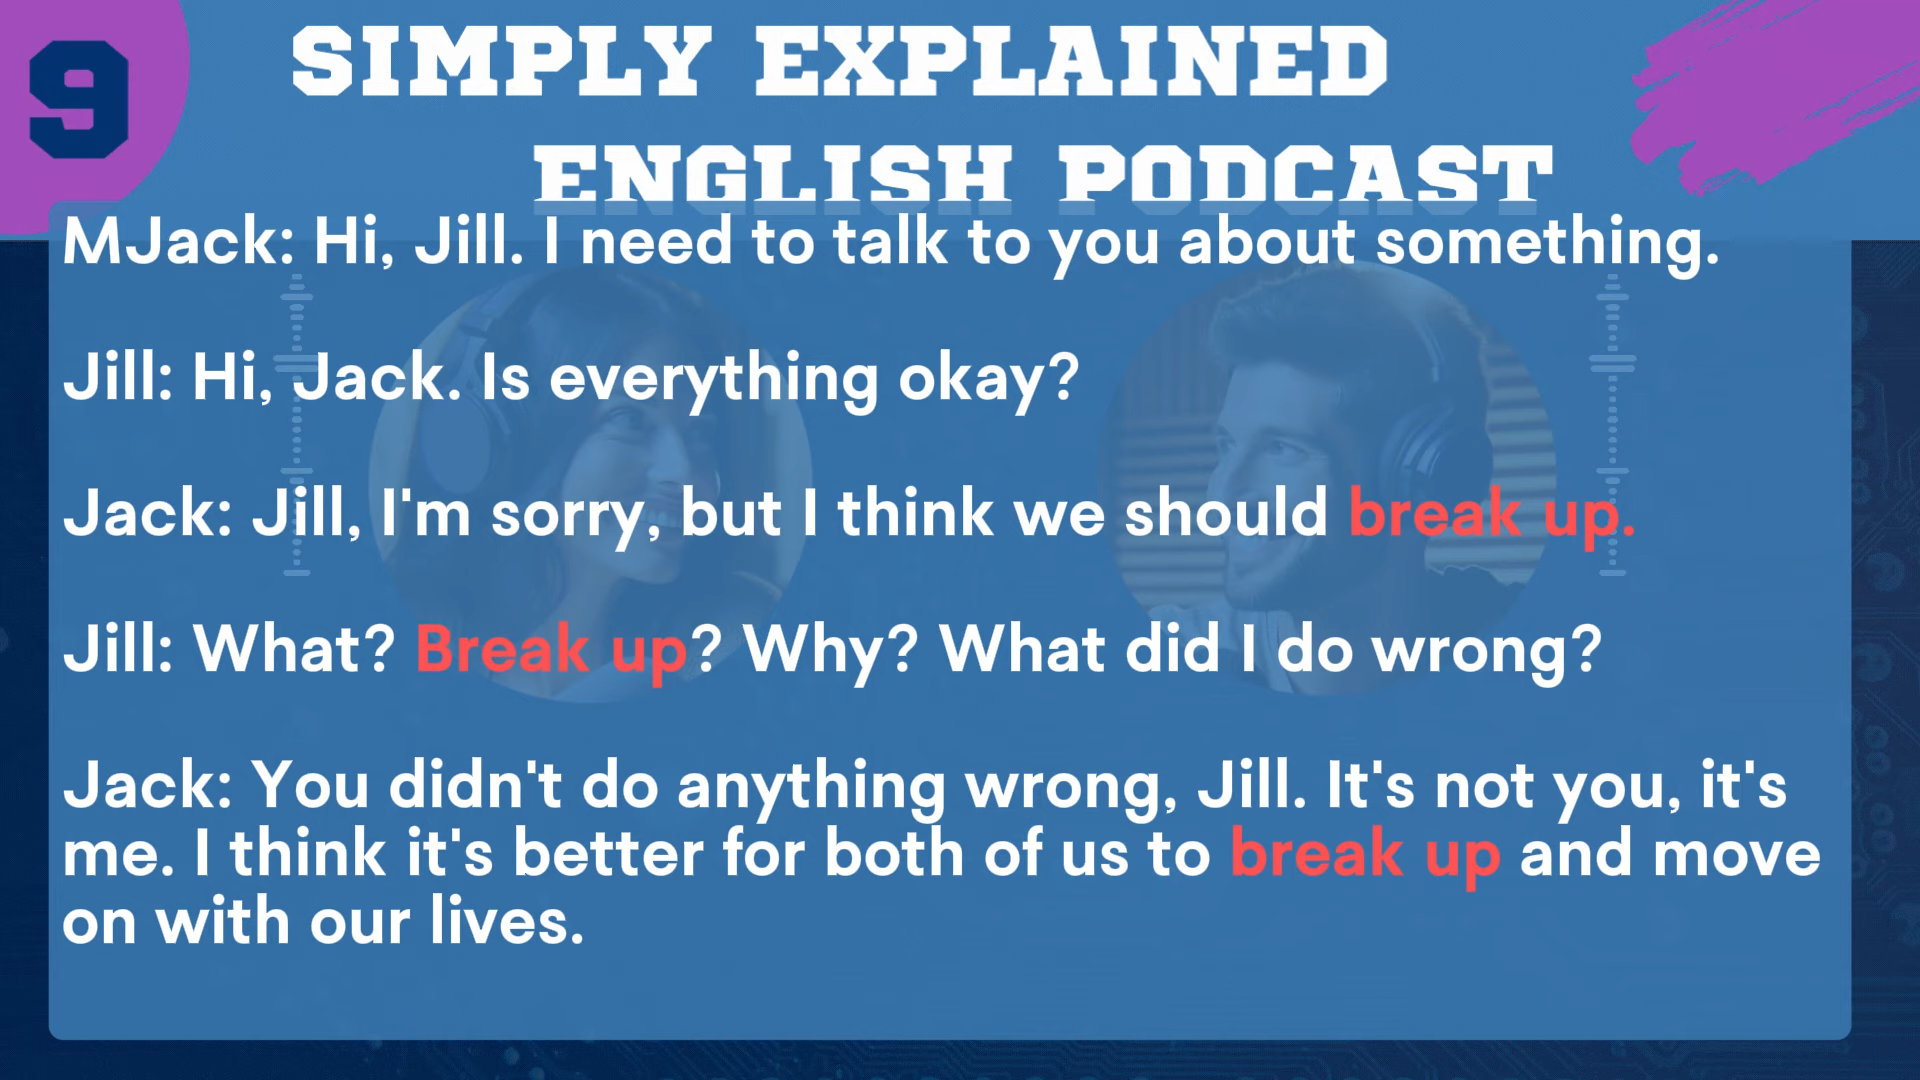 9
SIMPLY EXPLAINED
ENGLISH PODCAST
MJack: Hi, Jill. I need to talk to you about something.
Jill: Hi, Jack. Is everything okay?
Jack: Jill, I'm sorry, but I think we should break up.
Jill: What? Break up? Why? What did I do wrong?
Jack: You didn't do anything wrong, Jill. It's not you, it's
me. I think it's better for both of us to break up and move
on with our lives.